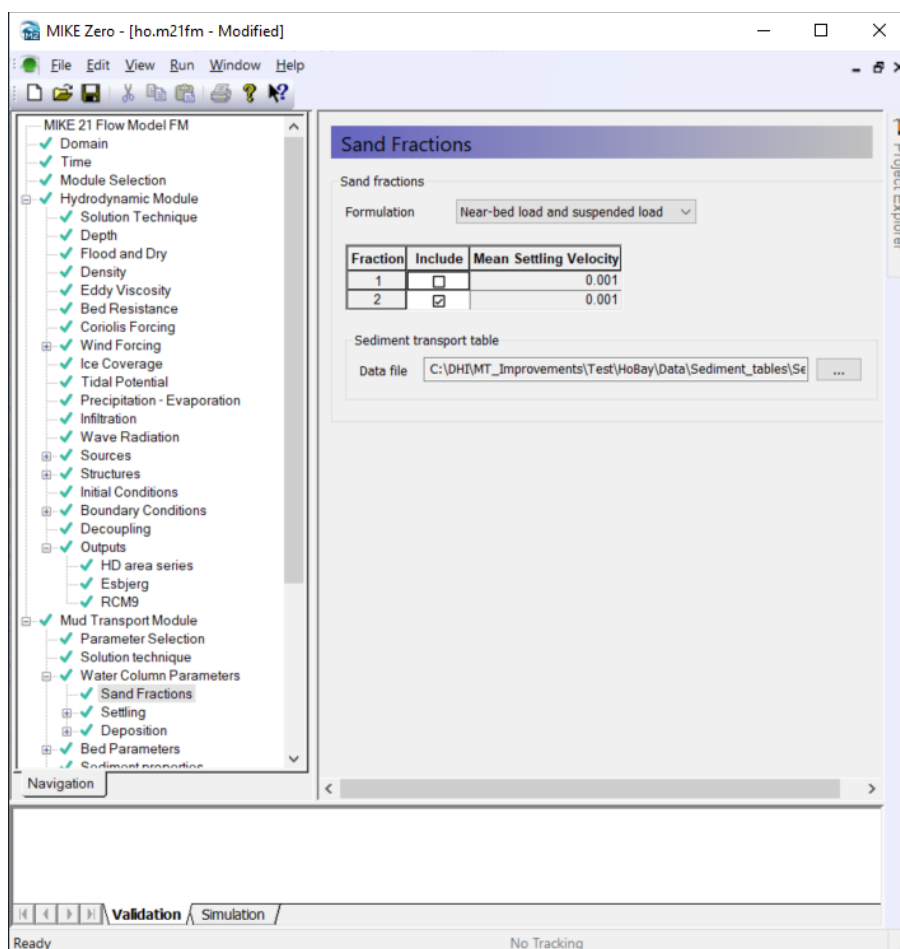 MIKE Zero - [ho.m21fm - Modified]
File Edit View Run Window Help
MIKE 21 Flow Model FM
Domain
Time
Module Selection
Hydrodynamic Module
Solution Technique
Depth
Flood and Dry
Density
Eddy Viscosity
Bed Resistance
Coriolis Forcing
Wind Forcing
Ice Coverage
Tidal Potential
Precipitation - Evaporation
Infiltration
Wave Radiation
Sources
Structures
Initial Conditions
Boundary Conditions
Decoupling
Outputs
HD area series
Esbjerg
RCM9
Mud Transport Module
Parameter Selection
Solution technique
Water Column Parameters
Sand Fractions
Settling
Deposition
Bed Parameters
Sediment properties
Navigation
Sand Fractions
Sand fractions
Formulation Near-bed load and suspended load
Fraction Include Mean Settling Velocity
1 0.001
2 0.001
Sediment transport table
Data file C:\DHI\MT_Improvements\Test\HoBay\Data\Sediment_tables\Se ...
Project Explorer
Validation Simulation
Ready No Tracking